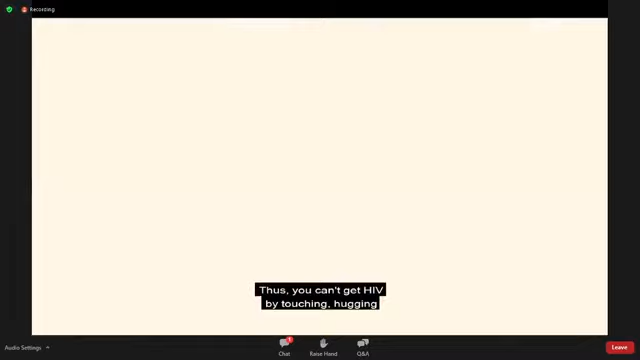 Recording
Thus, you can't get HIV
by touching, hugging
Audio Settings
Chat
Raise Hand
Q&A
Leave